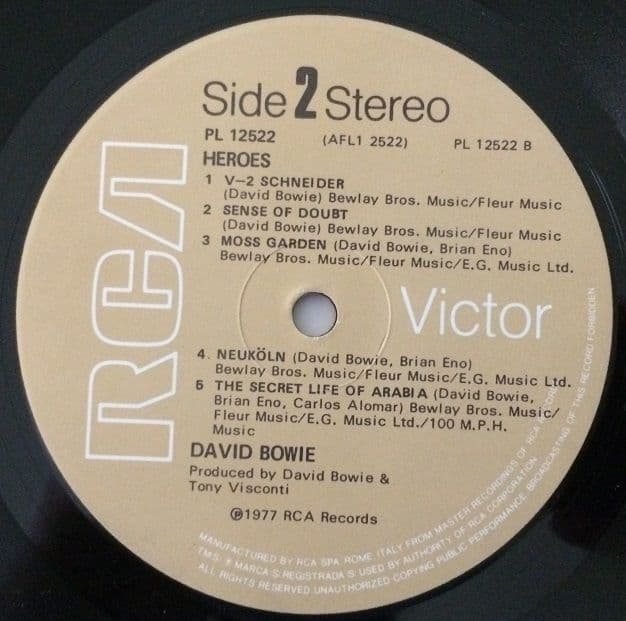 Side 2 Stereo
PL 12522 (AFL1 2522) PL 12522 B
HEROES
1 V-2 SCHNEIDER
(David Bowie) Bewlay Bros. Music/Fleur Music
2 SENSE OF DOUBT
(David Bowie) Bewlay Bros. Music/Fleur Music
3 MOSS GARDEN (David Bowie, Brian Eno)
Bewlay Bros. Music/Fleur Music/E.G. Music Ltd.
RCA Victor
4. NEUKÖLN (David Bowie, Brian Eno)
Bewlay Bros. Music/Fleur Music/E.G. Music Ltd.
5 THE SECRET LIFE OF ARABIA (David Bowie,
Brian Eno, Carlos Alomar) Bewlay Bros. Music/
Fleur Music/E.G. Music Ltd./100 M.P.H.
Music
DAVID BOWIE
Produced by David Bowie &
Tony Visconti
℗1977 RCA Records
MANUFACTURED BY RCA SPA, ROME, ITALY FROM MASTER RECORDINGS OF RCA RECORDS
TM'S ® MARCA'S REGISTRADA'S USED BY AUTHORITY OF RCA CORPORATION
ALL RIGHTS RESERVED UNAUTHORIZED COPYING PUBLIC PERFORMANCE BROADCASTING OF THIS RECORD FORBIDDEN